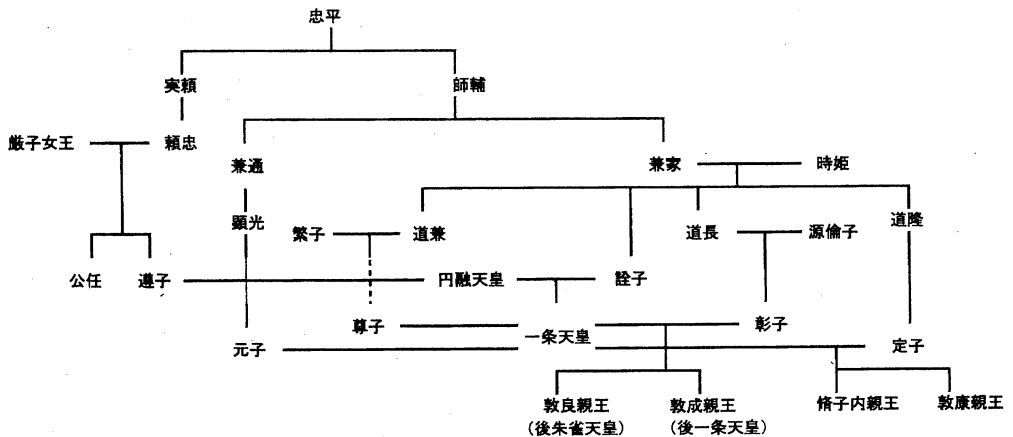 忠平
実頼
師輔
厳子女王
頼忠
兼通
兼家
時姫
顕光
繁子
道兼
道長
源倫子
道隆
公任
遵子
円融天皇
詮子
尊子
一条天皇
彰子
元子
定子
敦良親王
(後朱雀天皇)
敦成親王
(後一条天皇)
脩子内親王
敦康親王